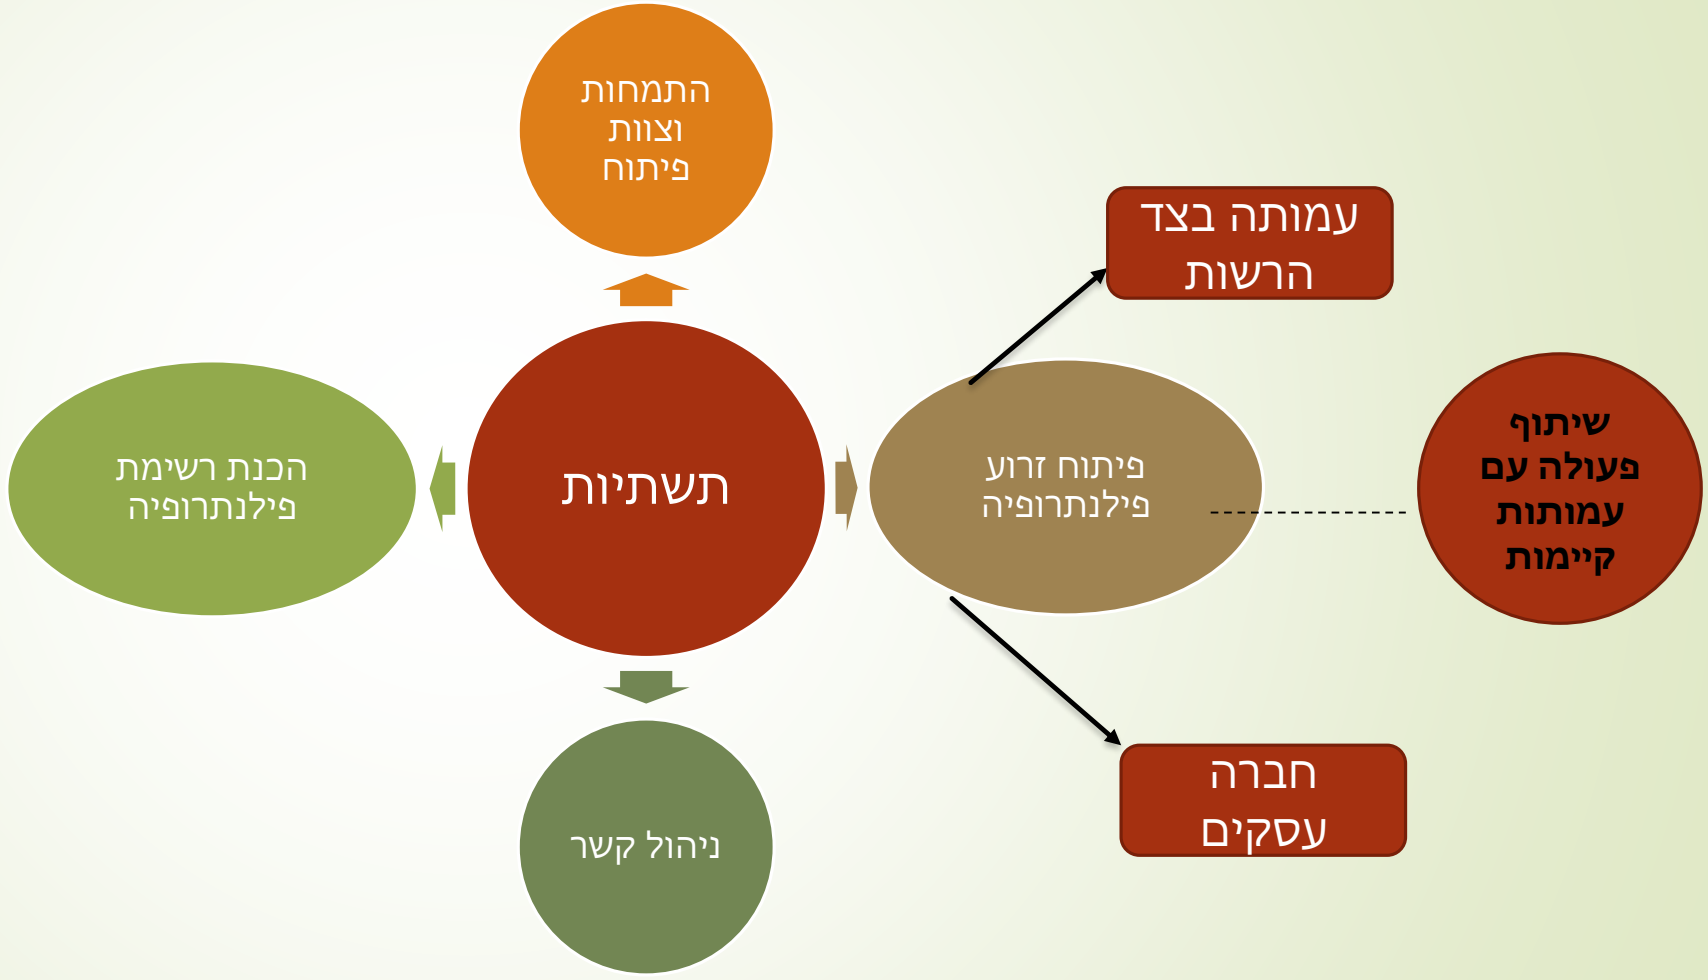 התמחות
וצוות
פיתוח
עמותה בצד
הרשות
שיתוף
פעולה עם
עמותות
קיימות
פיתוח זרוע
פילנתרופיה
תשתיות
הכנת רשימת
פילנתרופיה
חברה
עסקים
ניהול קשר